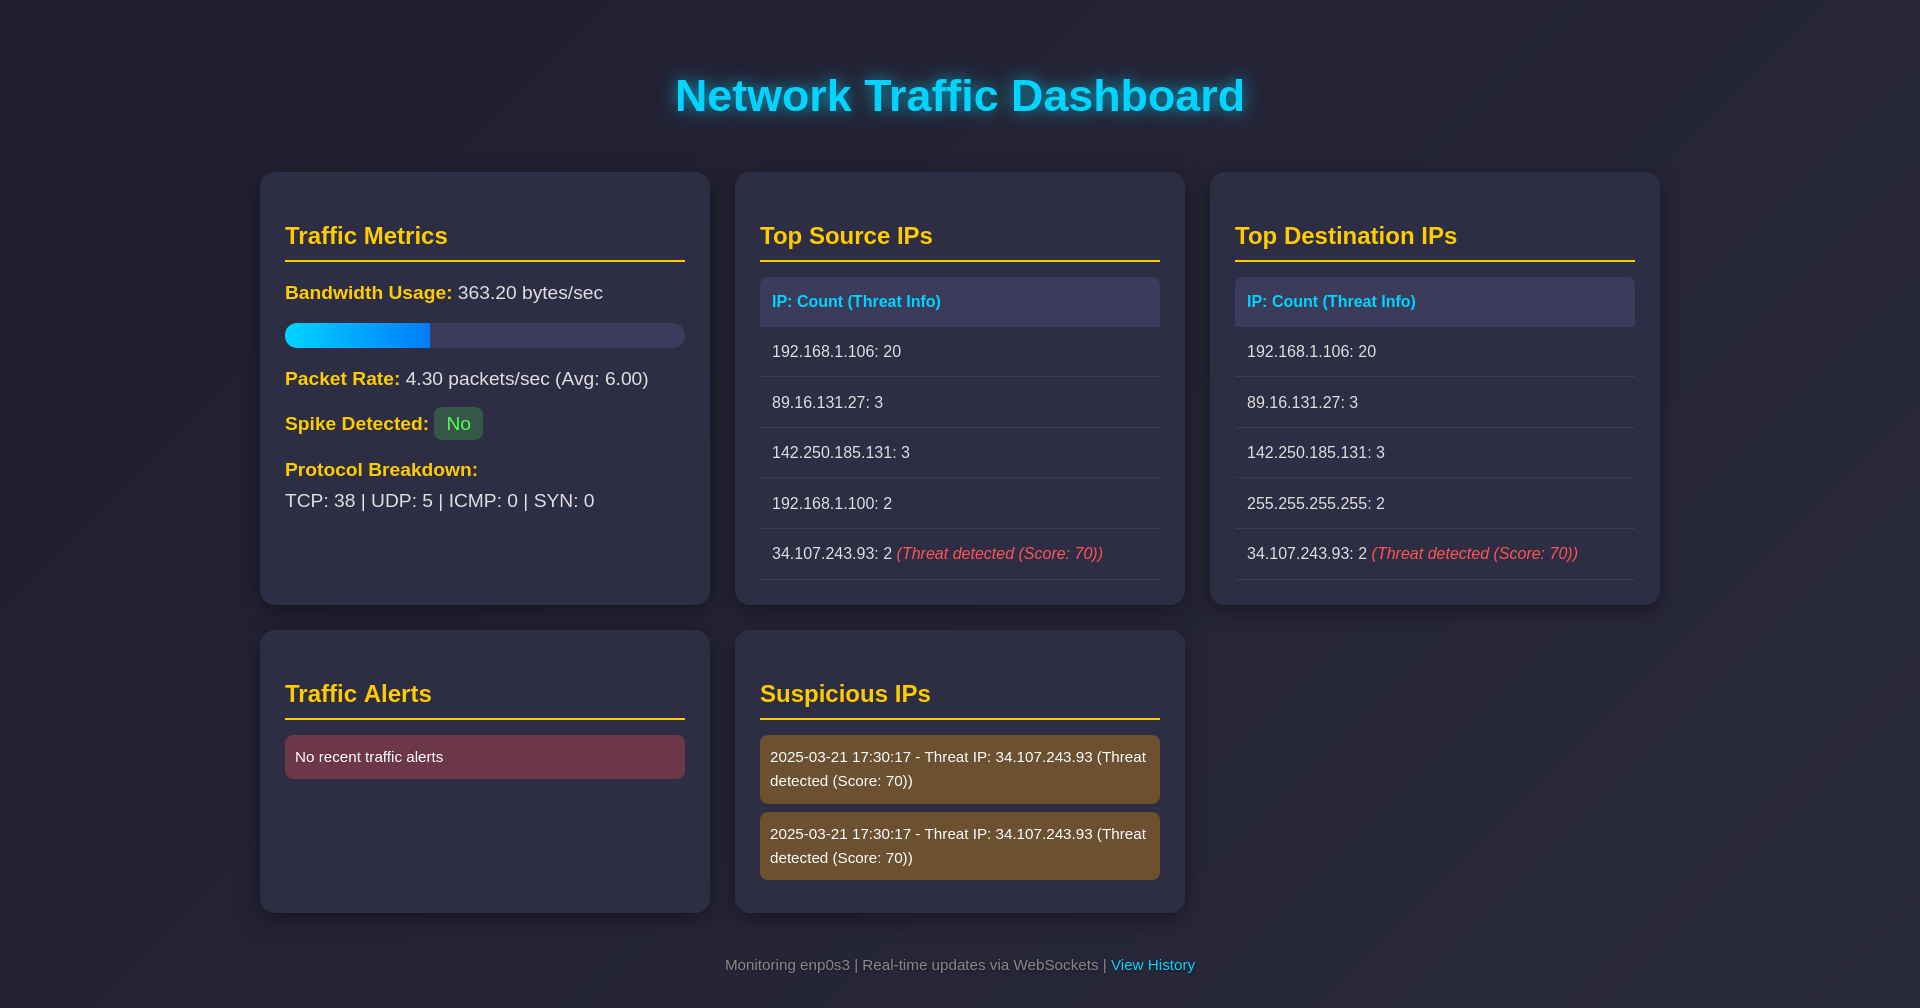 Network Traffic Dashboard
Traffic Metrics
Bandwidth Usage: 363.20 bytes/sec
Packet Rate: 4.30 packets/sec (Avg: 6.00)
Spike Detected: No
Protocol Breakdown:
TCP: 38 | UDP: 5 | ICMP: 0 | SYN: 0
Top Source IPs
IP: Count (Threat Info)
192.168.1.106: 20
89.16.131.27: 3
142.250.185.131: 3
192.168.1.100: 2
34.107.243.93: 2 (Threat detected (Score: 70))
Top Destination IPs
IP: Count (Threat Info)
192.168.1.106: 20
89.16.131.27: 3
142.250.185.131: 3
255.255.255.255: 2
34.107.243.93: 2 (Threat detected (Score: 70))
Traffic Alerts
No recent traffic alerts
Suspicious IPs
2025-03-21 17:30:17 - Threat IP: 34.107.243.93 (Threat
detected (Score: 70))
2025-03-21 17:30:17 - Threat IP: 34.107.243.93 (Threat
detected (Score: 70))
Monitoring enp0s3 | Real-time updates via WebSockets | View History